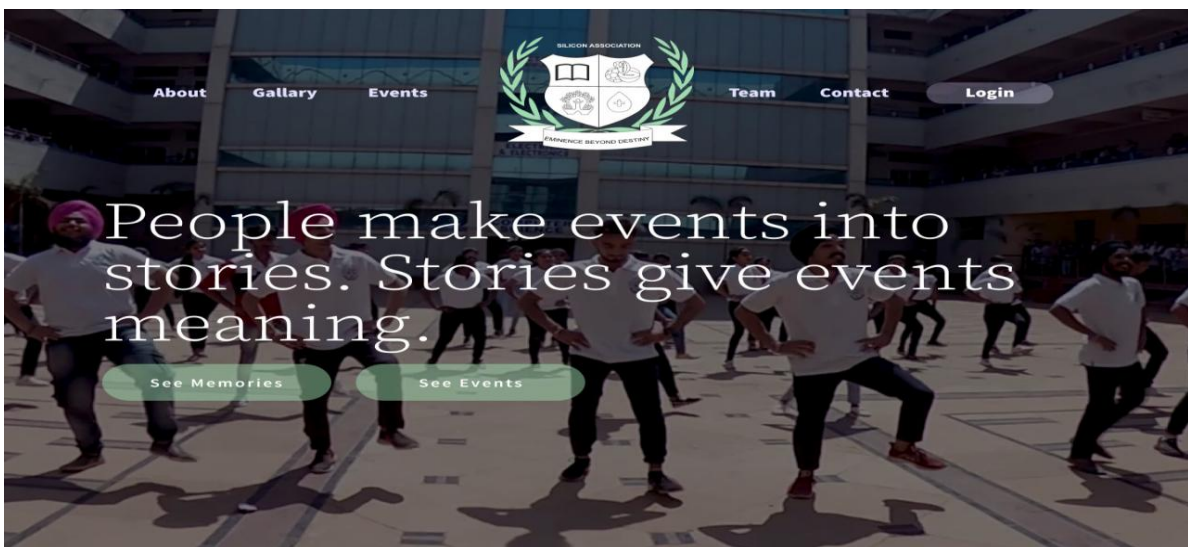 SILICON ASSOCIATION
About Gallary Events Team Contact Login
EMINENCE BEYOND DESTINY
& ELECTRONICS
People make events into
stories. Stories give events
meaning.
See Memories See Events